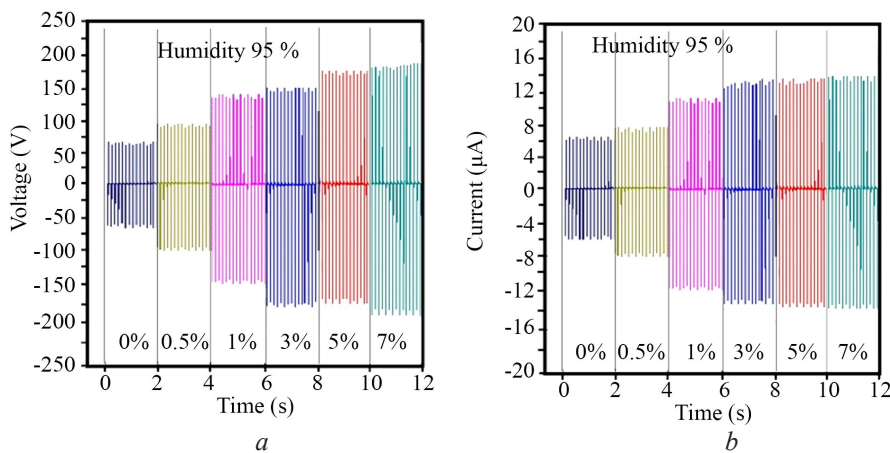 Humidity 95 %
Voltage (V)
250
200
150
100
50
0
-50
-100
-150
-200
-250
0% 0.5% 1% 3% 5% 7%
0 2 4 6 8 10 12
Time (s)
a
Humidity 95 %
Current (µA)
20
16
12
8
4
0
-4
-8
-12
-16
-20
0% 0.5% 1% 3% 5% 7%
0 2 4 6 8 10 12
Time (s)
b